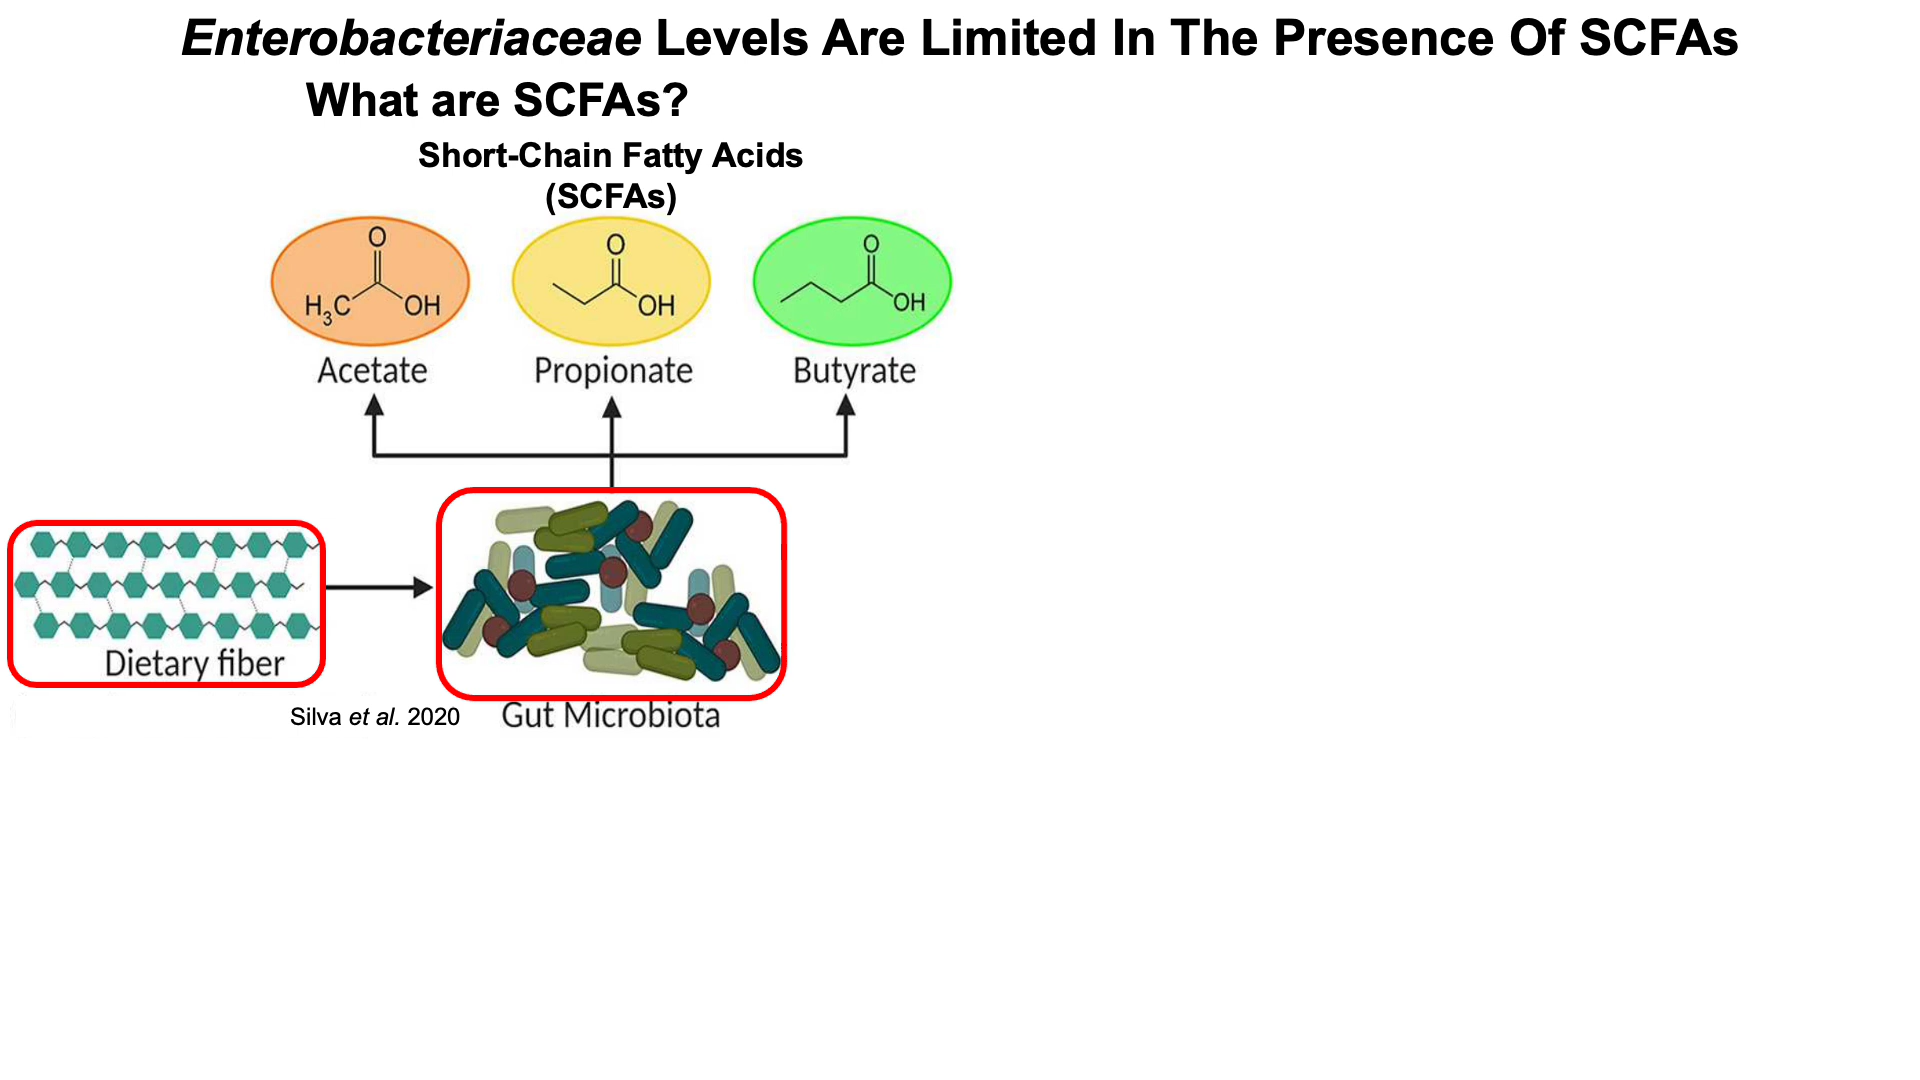 Enterobacteriaceae Levels Are Limited In The Presence Of SCFAs
What are SCFAs?
Short-Chain Fatty Acids
(SCFAs)
O
H3C
OH
O
OH
O
OH
Acetate
Propionate
Butyrate
Dietary fiber
Silva et al. 2020
Gut Microbiota